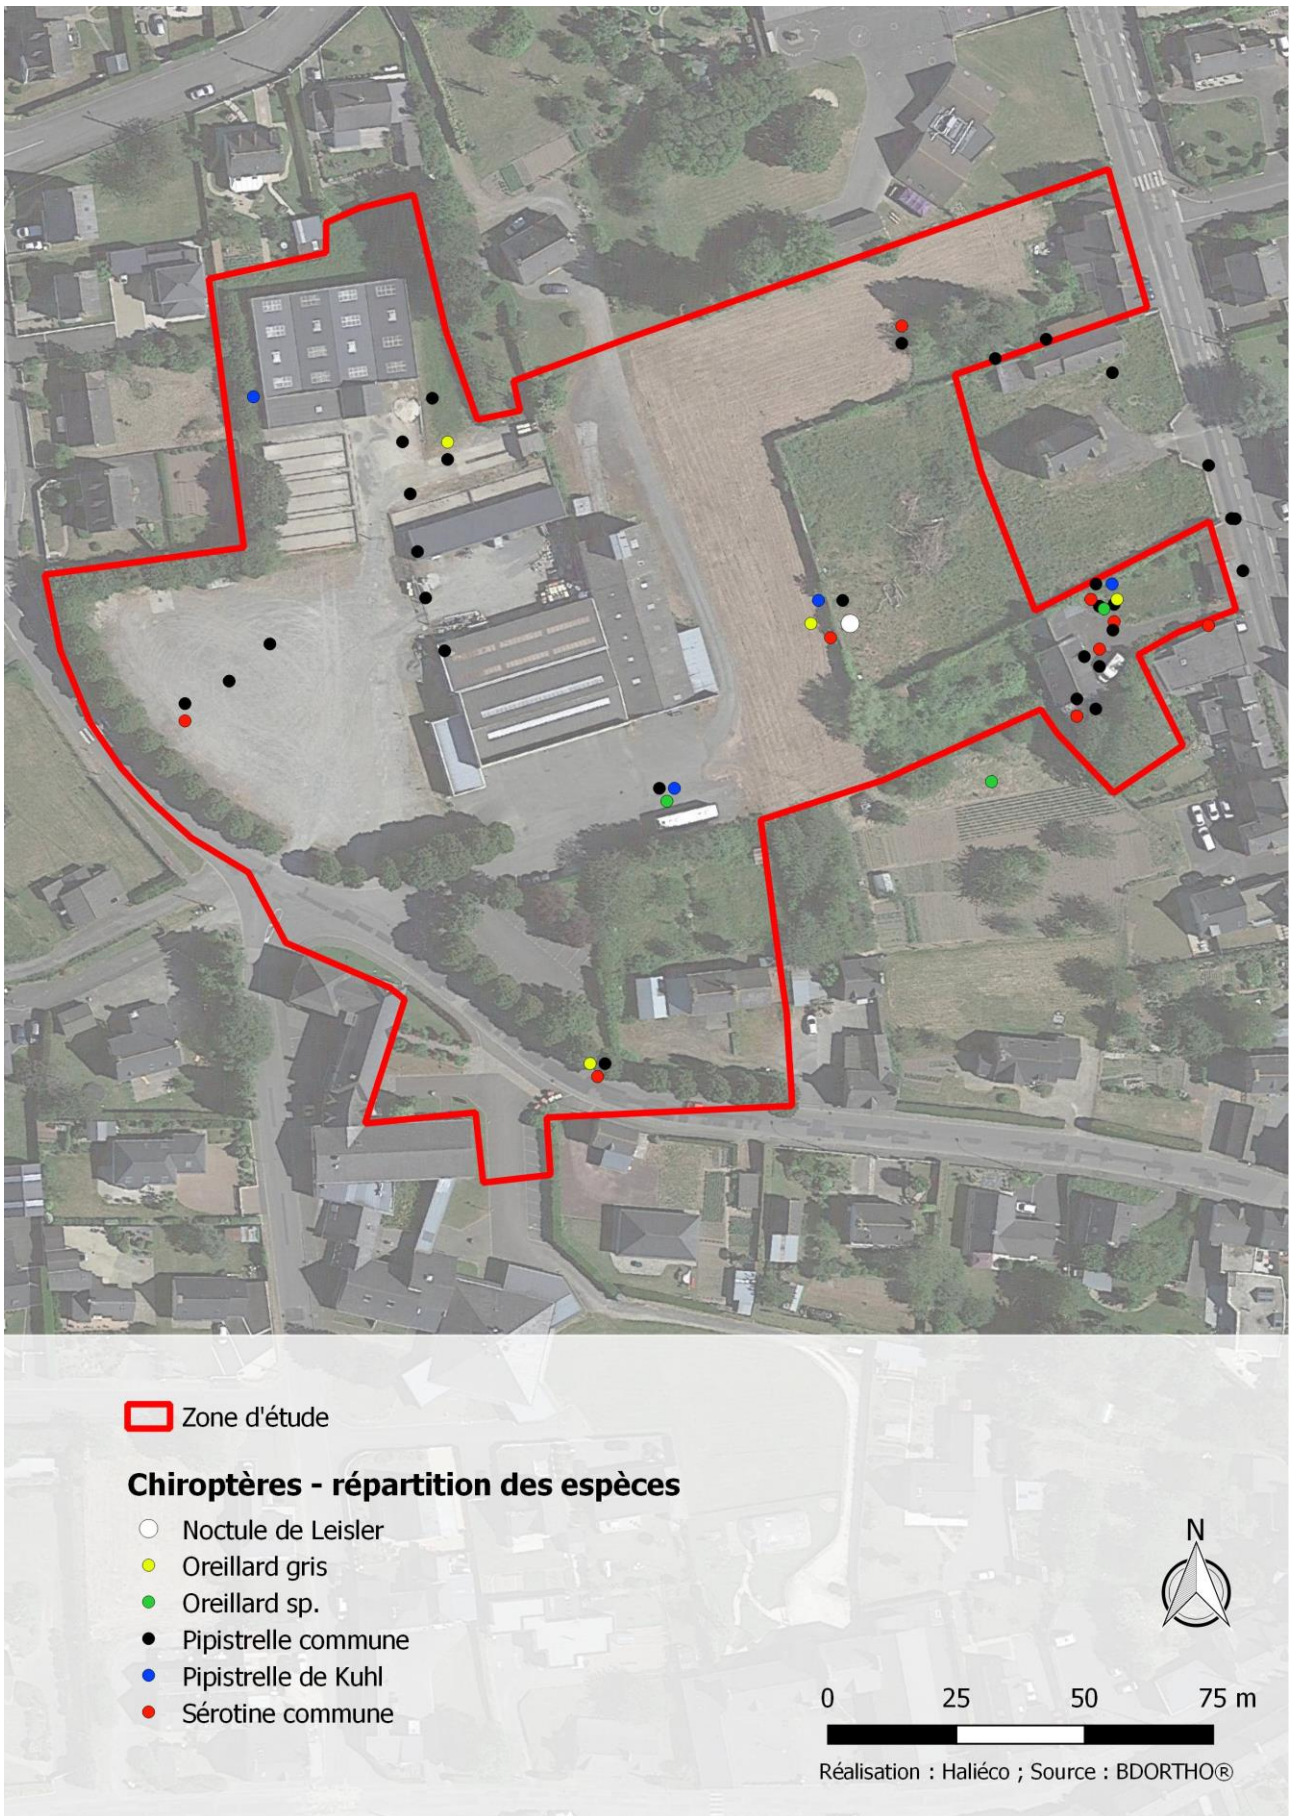 Zone d'étude
Chiroptères - répartition des espèces
Noctule de Leisler
Oreillard gris
Oreillard sp.
Pipistrelle commune
Pipistrelle de Kuhl
Sérotine commune
N
0 25 50 75 m
Réalisation : Haliéco ; Source : BDORTHO®